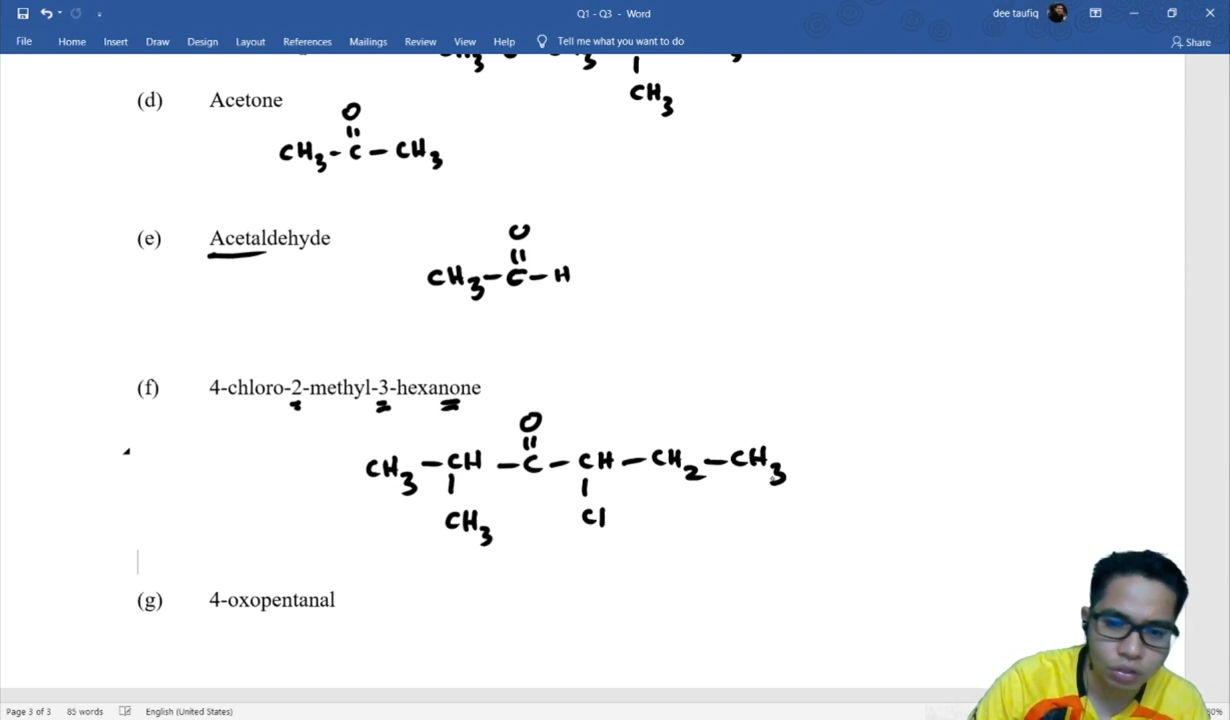 Q1 - Q3 - Word
dee taufiq
File Home Insert Draw Design Layout References Mailings Review View Help Tell me what you want to do Share
CH3
(d) Acetone
O
CH3-C-CH3
(e) Acetaldehyde
O
CH3-C-H
(f) 4-chloro-2-methyl-3-hexanone
O
CH3-CH-C-CH-CH2-CH3
CH3 Cl
(g) 4-oxopentanal
Page 3 of 3 85 words English (United States)